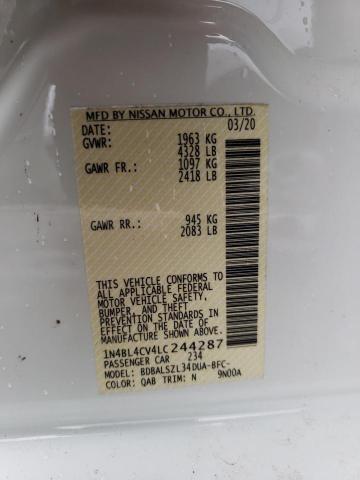 MFD BY NISSAN MOTOR CO., LTD.
DATE: 03/20
GVWR: 1963 KG
4328 LB
GAWR FR.: 1097 KG
2418 LB
GAWR RR.: 945 KG
2083 LB
THIS VEHICLE CONFORMS TO
ALL APPLICABLE FEDERAL
MOTOR VEHICLE SAFETY,
BUMPER, AND THEFT
PREVENTION STANDARDS
IN EFFECT ON THE DATE OF
MANUFACTURE SHOWN ABOVE.
1N4BL4CV4LC244287
PASSENGER CAR 234
MODEL: BDBALSZL34DUA-BFC-
COLOR: QAB TRIM: N 9N00A